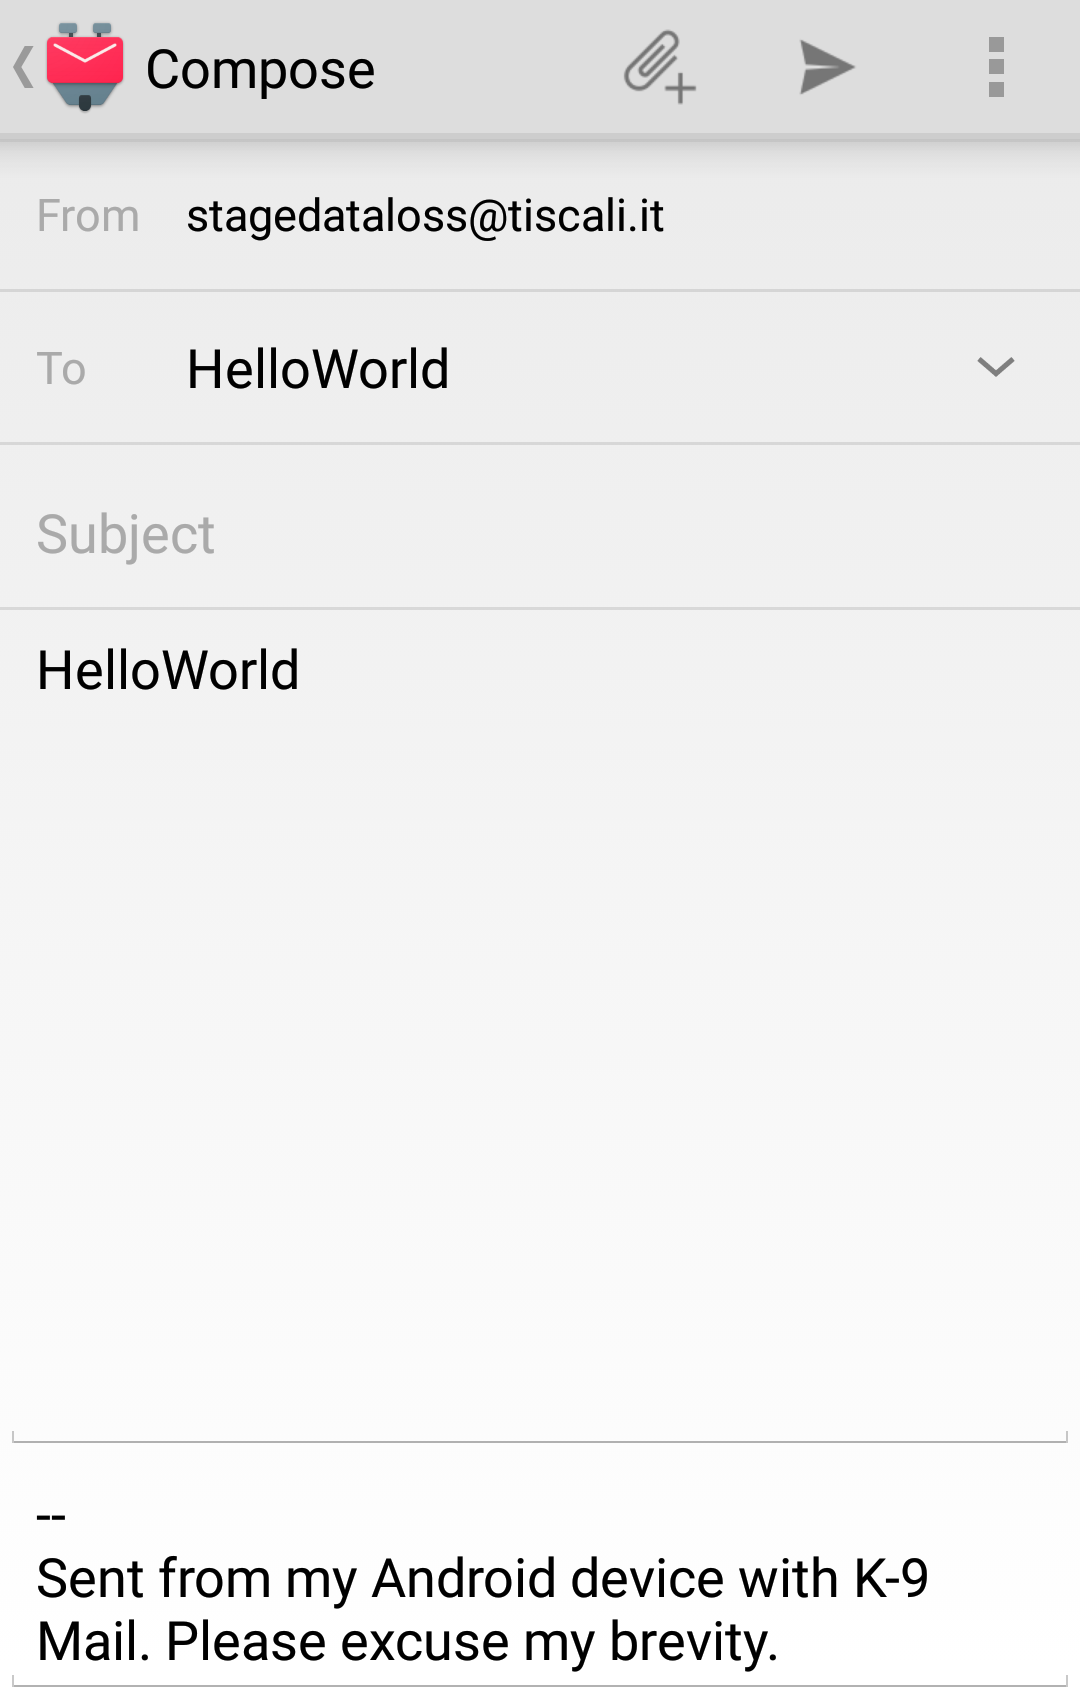 Compose
From stagedataloss@tiscali.it
To HelloWorld
Subject
HelloWorld
--
Sent from my Android device with K-9
Mail. Please excuse my brevity.